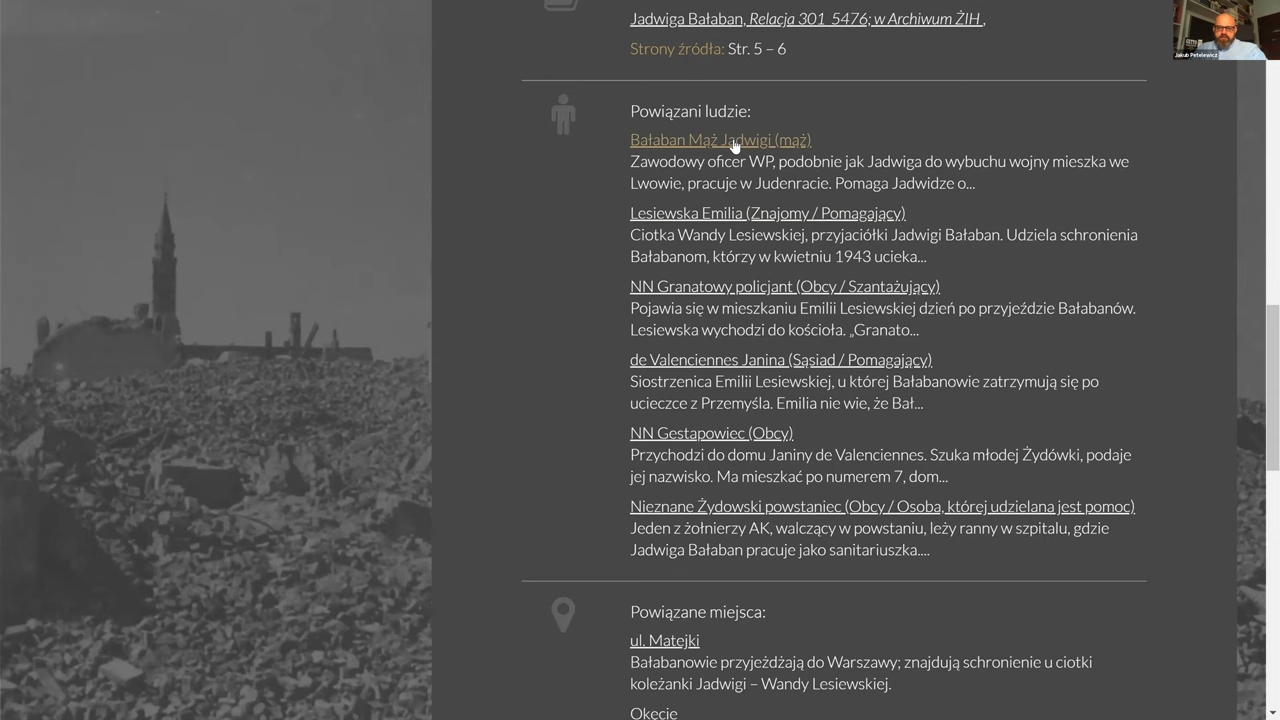 Jadwiga Bałaban, Relacja 301_5476; w Archiwum ŻIH ,
Strony źródła: Str. 5 – 6
Jakub Petelewicz
Powiązani ludzie:
Bałaban Mąż Jadwigi (mąż)
Zawodowy oficer WP, podobnie jak Jadwiga do wybuchu wojny mieszka we
Lwowie, pracuje w Judenracie. Pomaga Jadwidze o...
Lesiewska Emilia (Znajomy / Pomagający)
Ciotka Wandy Lesiewskiej, przyjaciółki Jadwigi Bałaban. Udziela schronienia
Bałabanom, którzy w kwietniu 1943 ucieka...
NN Granatowy policjant (Obcy / Szantażujący)
Pojawia się w mieszkaniu Emilii Lesiewskiej dzień po przyjeździe Bałabanów.
Lesiewska wychodzi do kościoła. „Granato...
de Valenciennes Janina (Sąsiad / Pomagający)
Siostrzenica Emilii Lesiewskiej, u której Bałabanowie zatrzymują się po
ucieczce z Przemyśla. Emilia nie wie, że Bał...
NN Gestapowiec (Obcy)
Przychodzi do domu Janiny de Valenciennes. Szuka młodej Żydówki, podaje
jej nazwisko. Ma mieszkać po numerem 7, dom...
Nieznane Żydowski powstaniec (Obcy / Osoba, której udzielana jest pomoc)
Jeden z żołnierzy AK, walczący w powstaniu, leży ranny w szpitalu, gdzie
Jadwiga Bałaban pracuje jako sanitariuszka....
Powiązane miejsca:
ul. Matejki
Bałabanowie przyjeżdżają do Warszawy; znajdują schronienie u ciotki
koleżanki Jadwigi – Wandy Lesiewskiej.
Okęcie